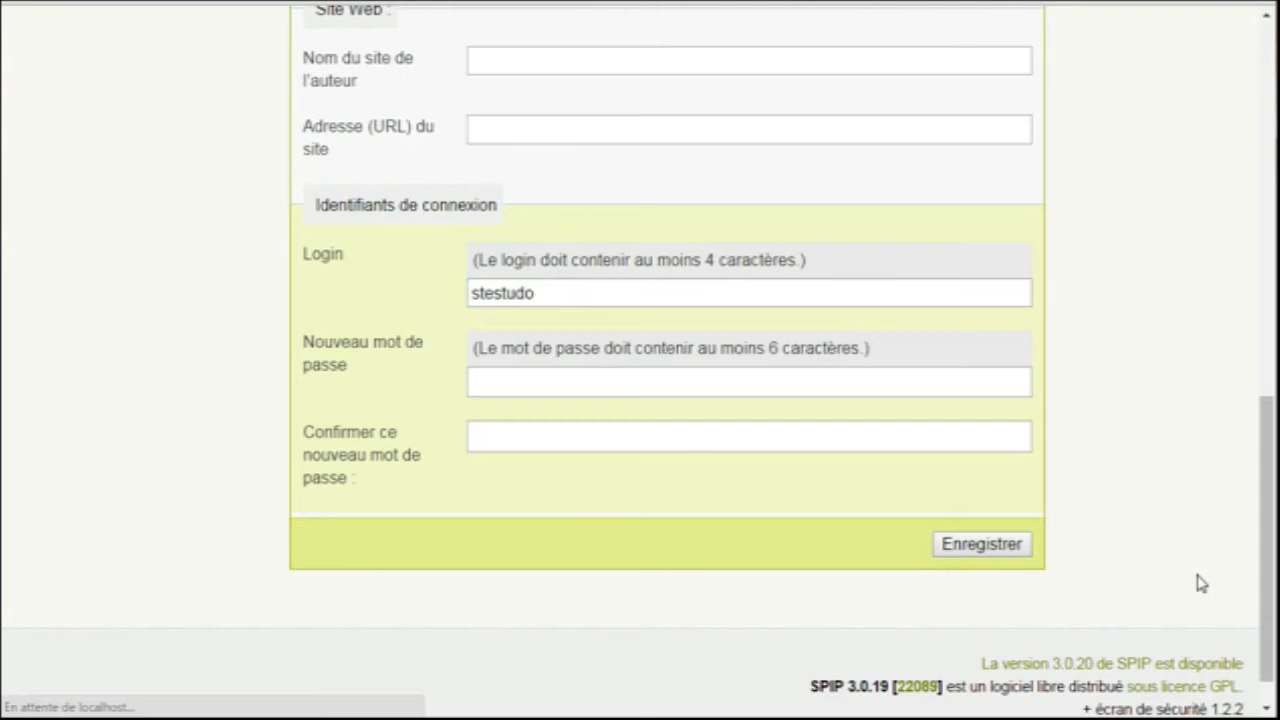 Site Web :
Nom du site de
l'auteur
Adresse (URL) du
site
Identifiants de connexion
Login
(Le login doit contenir au moins 4 caractères.)
stestudo
Nouveau mot de
passe
(Le mot de passe doit contenir au moins 6 caractères.)
Confirmer ce
nouveau mot de
passe :
Enregistrer
La version 3.0.20 de SPIP est disponible
SPIP 3.0.19 [22089] est un logiciel libre distribué sous licence GPL.
+ écran de sécurité 1.2.2
En attente de localhost...